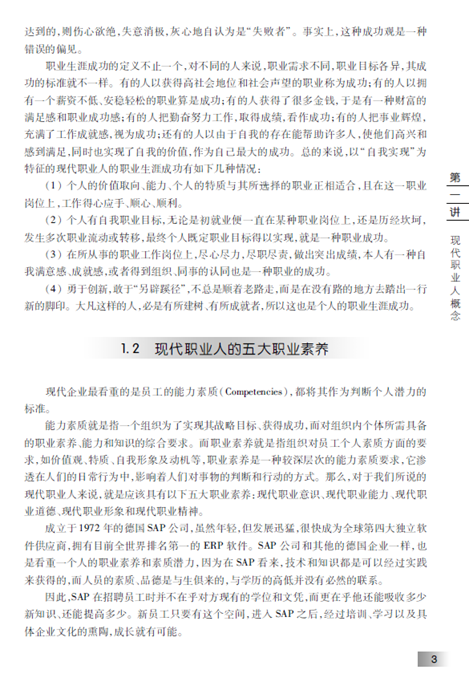 达到的,则伤心欲绝,失意消极,灰心地自认为是“失败者”。事实上,这种成功观是一种
错误的偏见。
职业生涯成功的定义不止一个,对不同的人来说,职业需求不同,职业目标各异,其成
功的标准就不一样。有的人以获得高社会地位和社会声望的职业称为成功;有的人以拥
有一个薪资不低、安稳轻松的职业算是成功;有的人获得了很多金钱,于是有一种财富的
满足感和职业成功感;有的人把勤奋努力工作,取得成绩,看作成功;有的人把事业辉煌,
充满了工作成就感,视为成功;还有的人以由于自我的存在能帮助许多人,使他们高兴和
感到满足,同时也实现了自我的价值,作为自己最大的成功。总的来说,以“自我实现”为
特征的现代职业人的职业生涯成功有如下几种情况:
(1) 个人的价值取向、能力、个人的特质与其所选择的职业正相适合,且在这一职业
岗位上,工作得心应手、顺心、顺利。
(2) 个人有自我职业目标,无论是初就业便一直在某种职业岗位上,还是历经坎坷,
发生多次职业流动或转移,最终个人既定职业目标得以实现,就是一种职业成功。
(3) 在所从事的职业工作岗位上,尽心尽力,尽职尽责,做出突出成绩,本人有一种自
我满意感、成就感,或者得到组织、同事的认同也是一种职业的成功。
(4) 勇于创新,敢于“另辟蹊径”,不总是顺着老路走,而是在没有路的地方去踏出一行
新的脚印。大凡这样的人,必是有所建树、有所成就者,所以这也是个人的职业生涯成功。
1.2 现代职业人的五大职业素养
现代企业最看重的是员工的能力素质(Competencies),都将其作为判断个人潜力的
标准。
能力素质就是指一个组织为了实现其战略目标、获得成功,而对组织内个体所需具备
的职业素养、能力和知识的综合要求。而职业素养就是指组织对员工个人素质方面的要
求,如价值观、特质、自我形象及动机等,职业素养是一种较深层次的能力素质要求,它渗
透在人们的日常行为中,影响着人们对事物的判断和行动的方式。那么,对于我们所说的
现代职业人来说,就是应该具有以下五大职业素养:现代职业意识、现代职业能力、现代职
业道德、现代职业形象和现代职业精神。
成立于1972年的德国SAP公司,虽然年轻,但发展迅猛,很快成为全球第四大独立软
件供应商,拥有目前全世界排名第一的ERP软件。SAP公司和其他的德国企业一样,也
是看重一个人的职业素养和素质潜力,因为在SAP看来,技术和知识都是可以经过实践
来获得的,而人员的素质、品德是与生俱来的,与学历的高低并没有必然的联系。
因此,SAP在招聘员工时并不在乎对方现有的学位和文凭,而更在乎他还能吸收多少
新知识、还能提高多少。新员工只要有这个空间,进入SAP之后,经过培训、学习以及具
体企业文化的熏陶,成长就有可能。
第一讲
现代职业人概念
3